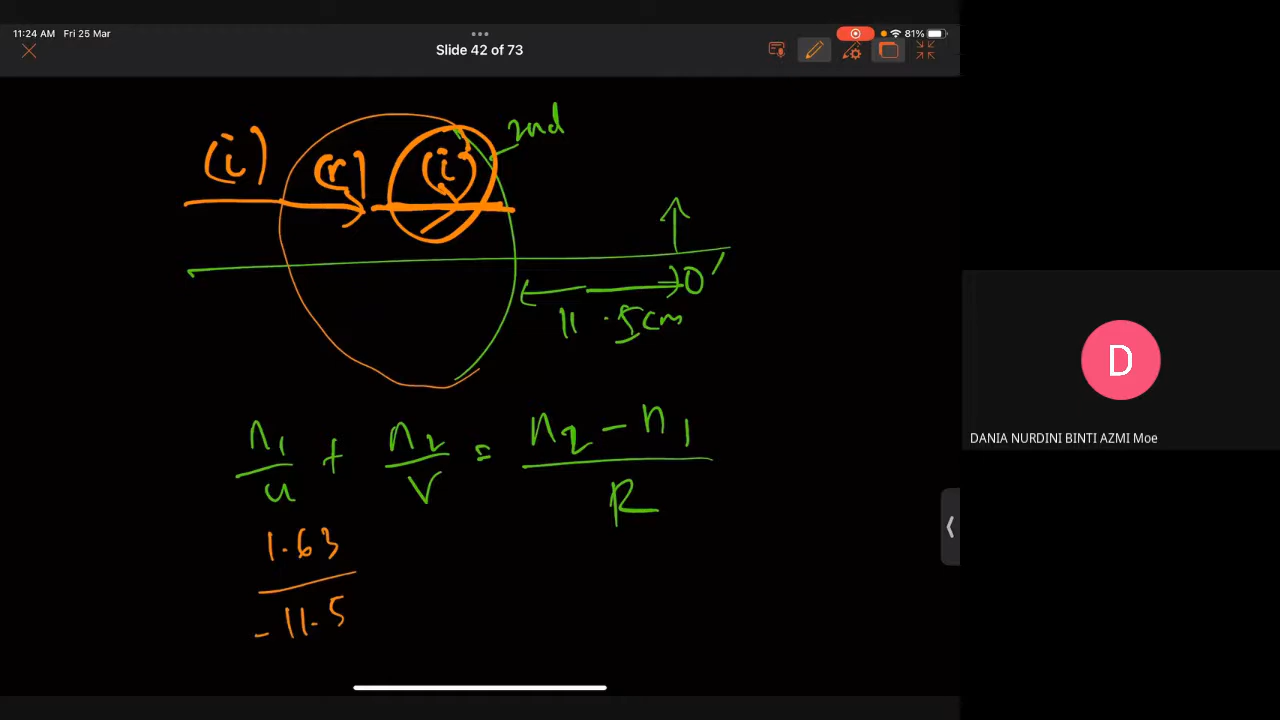 11:24 AM Fri 25 Mar
81%
Slide 42 of 73
2nd
(i) (r) (i)
O'
11.5cm
n₁/u + n₂/v = n₂ - n₁/R
1.63/-11.5
D
DANIA NURDINI BINTI AZMI Moe